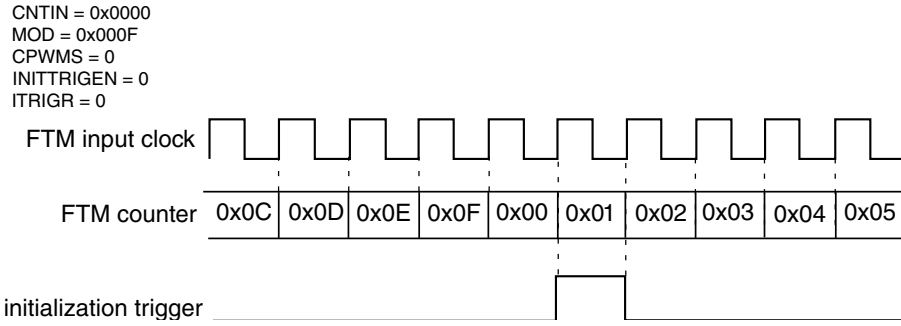 CNTIN = 0x0000
MOD = 0x000F
CPWMS = 0
INITTRIGEN = 0
ITRIGR = 0
FTM input clock
FTM counter 0x0C 0x0D 0x0E 0x0F 0x00 0x01 0x02 0x03 0x04 0x05
initialization trigger